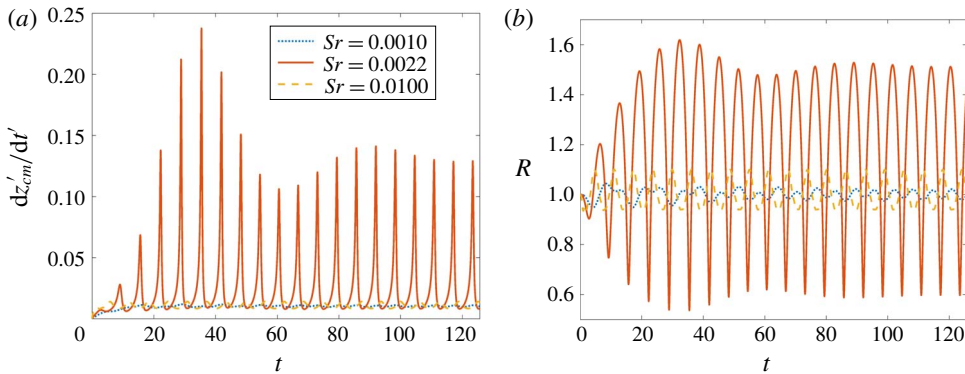 (a)
0.25
0.20
0.15
0.10
0.05
0
dz′cm/dt′
Sr = 0.0010
Sr = 0.0022
Sr = 0.0100
20 40 60 80 100 120
t
(b)
1.6
1.4
1.2
1.0
0.8
0.6
R
0 20 40 60 80 100 120
t